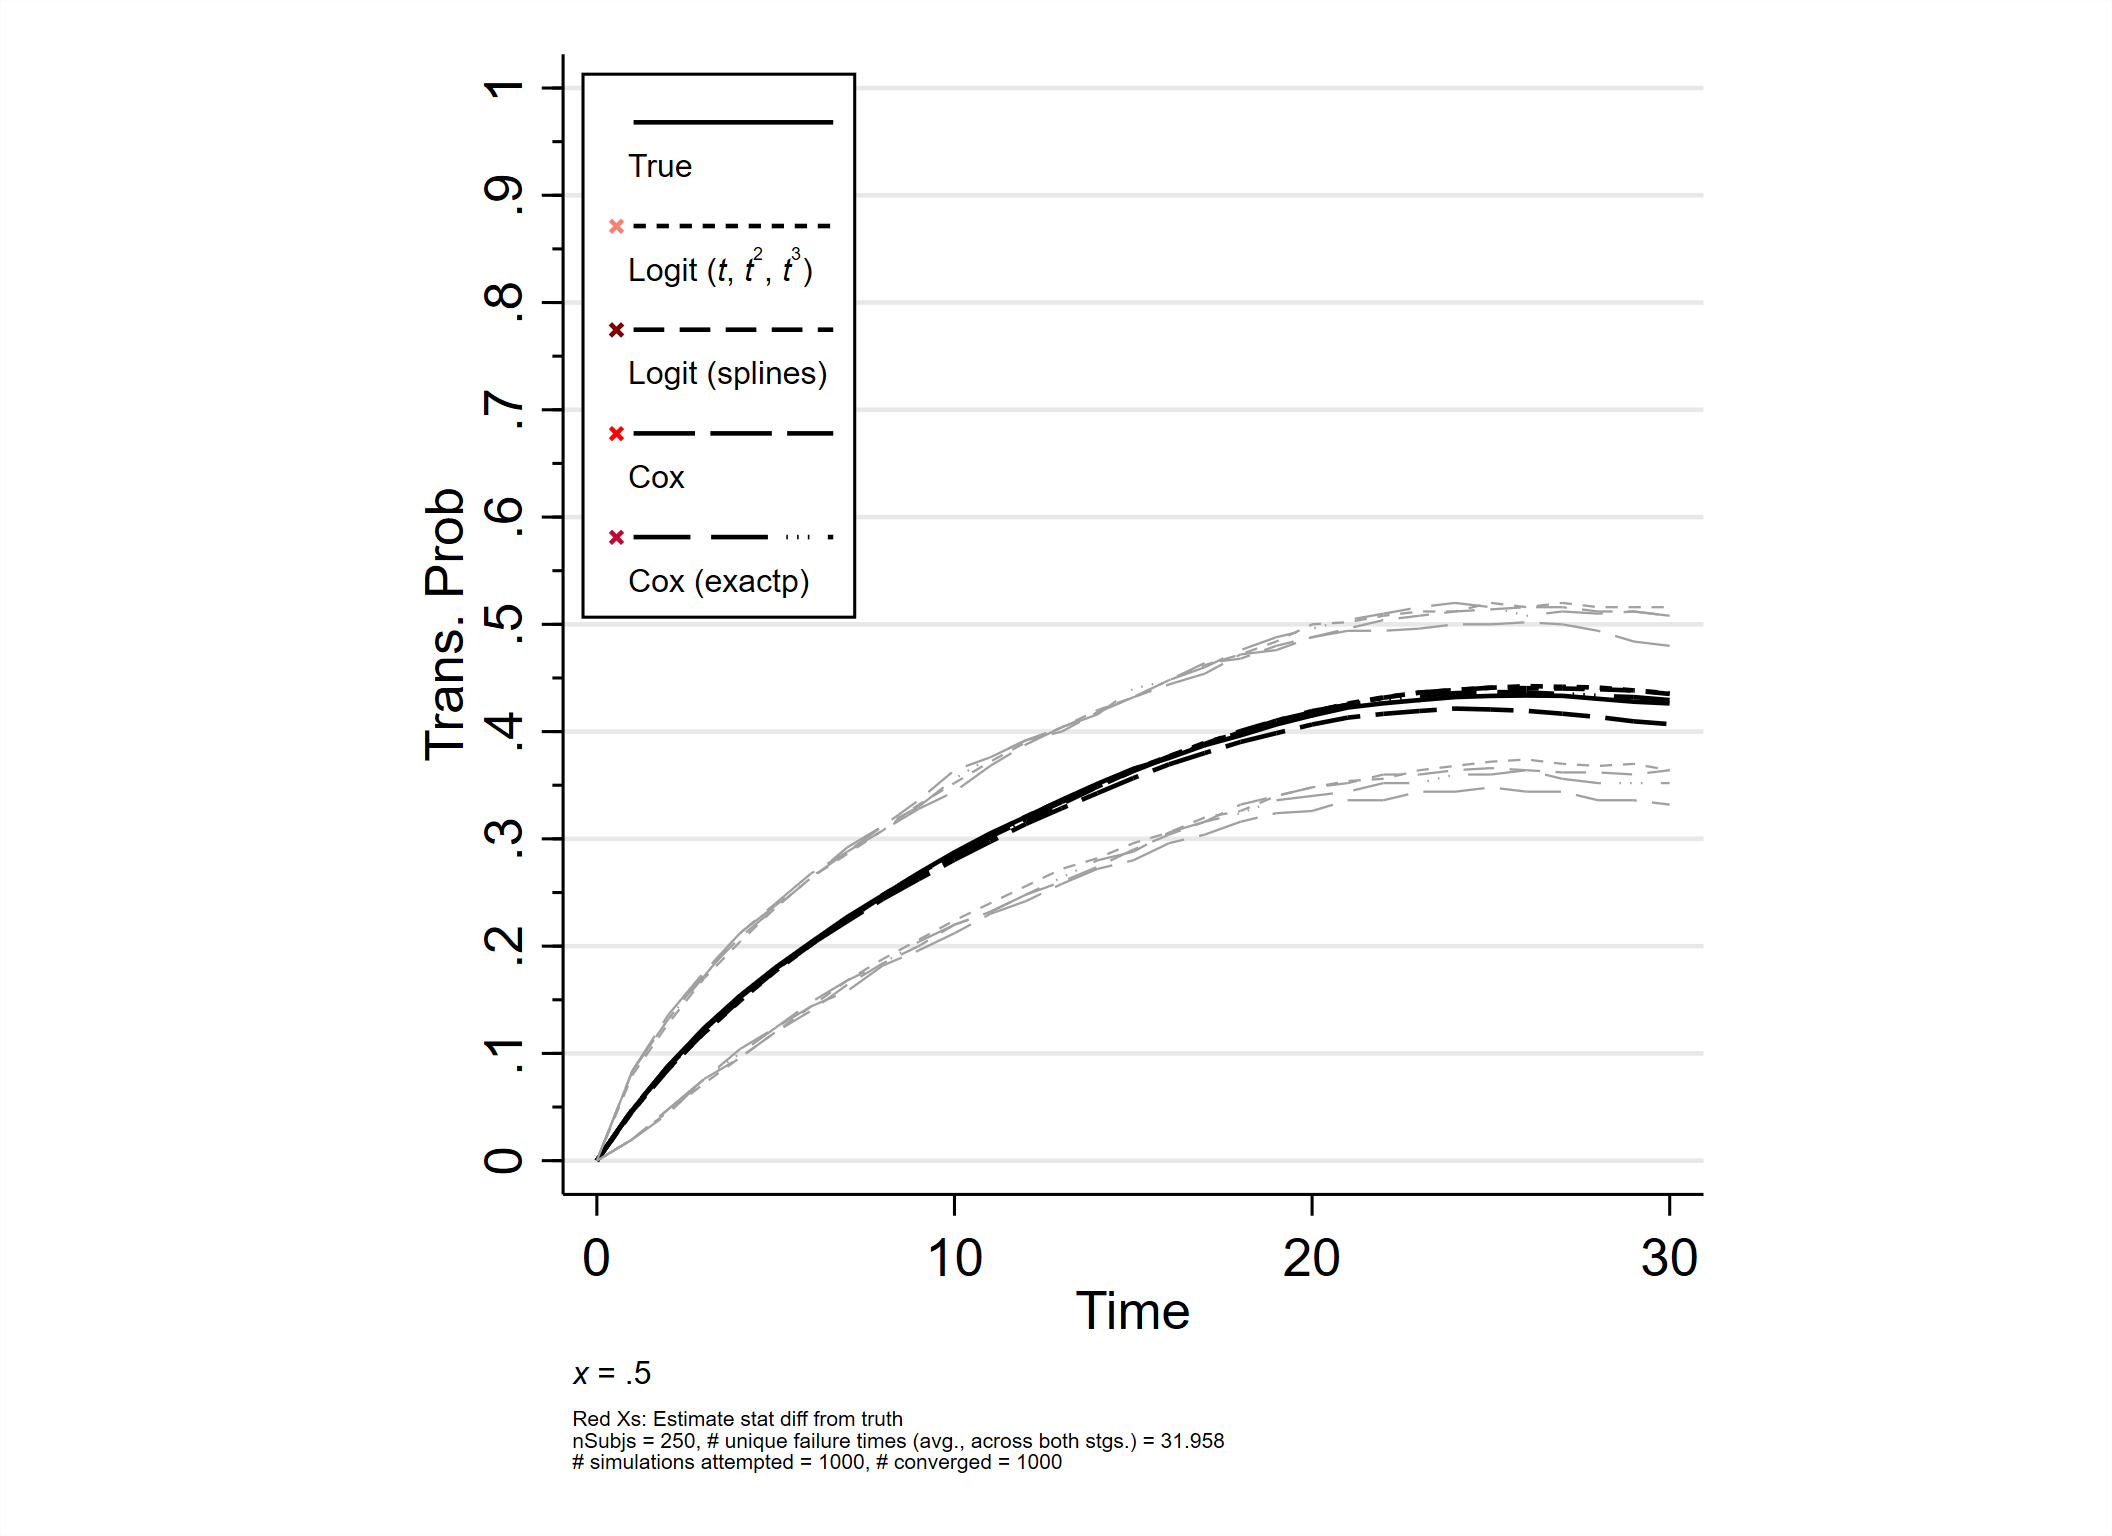 1
.9
.8
.7
.6
.5
.4
.3
.2
.1
0
Trans. Prob
True
Logit (t, t², t³)
Logit (splines)
Cox
Cox (exactp)
0 10 20 30
Time
x = .5
Red Xs: Estimate stat diff from truth
nSubjs = 250, # unique failure times (avg., across both stgs.) = 31.958
# simulations attempted = 1000, # converged = 1000